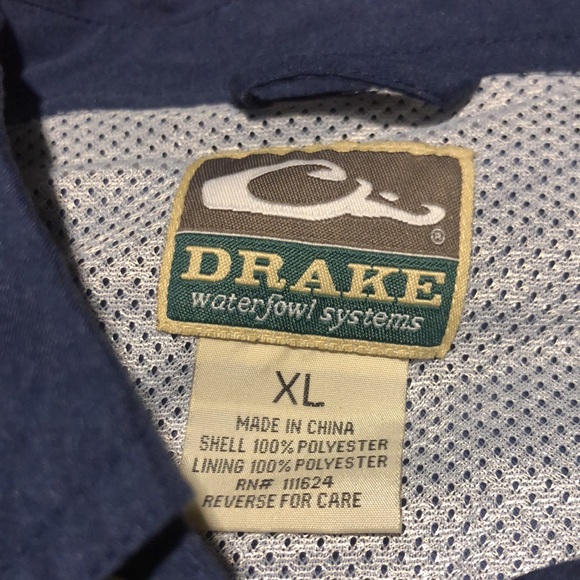 ®
DRAKE
waterfowl systems
XL
MADE IN CHINA
SHELL 100% POLYESTER
LINING 100% POLYESTER
RN# 111624
REVERSE FOR CARE